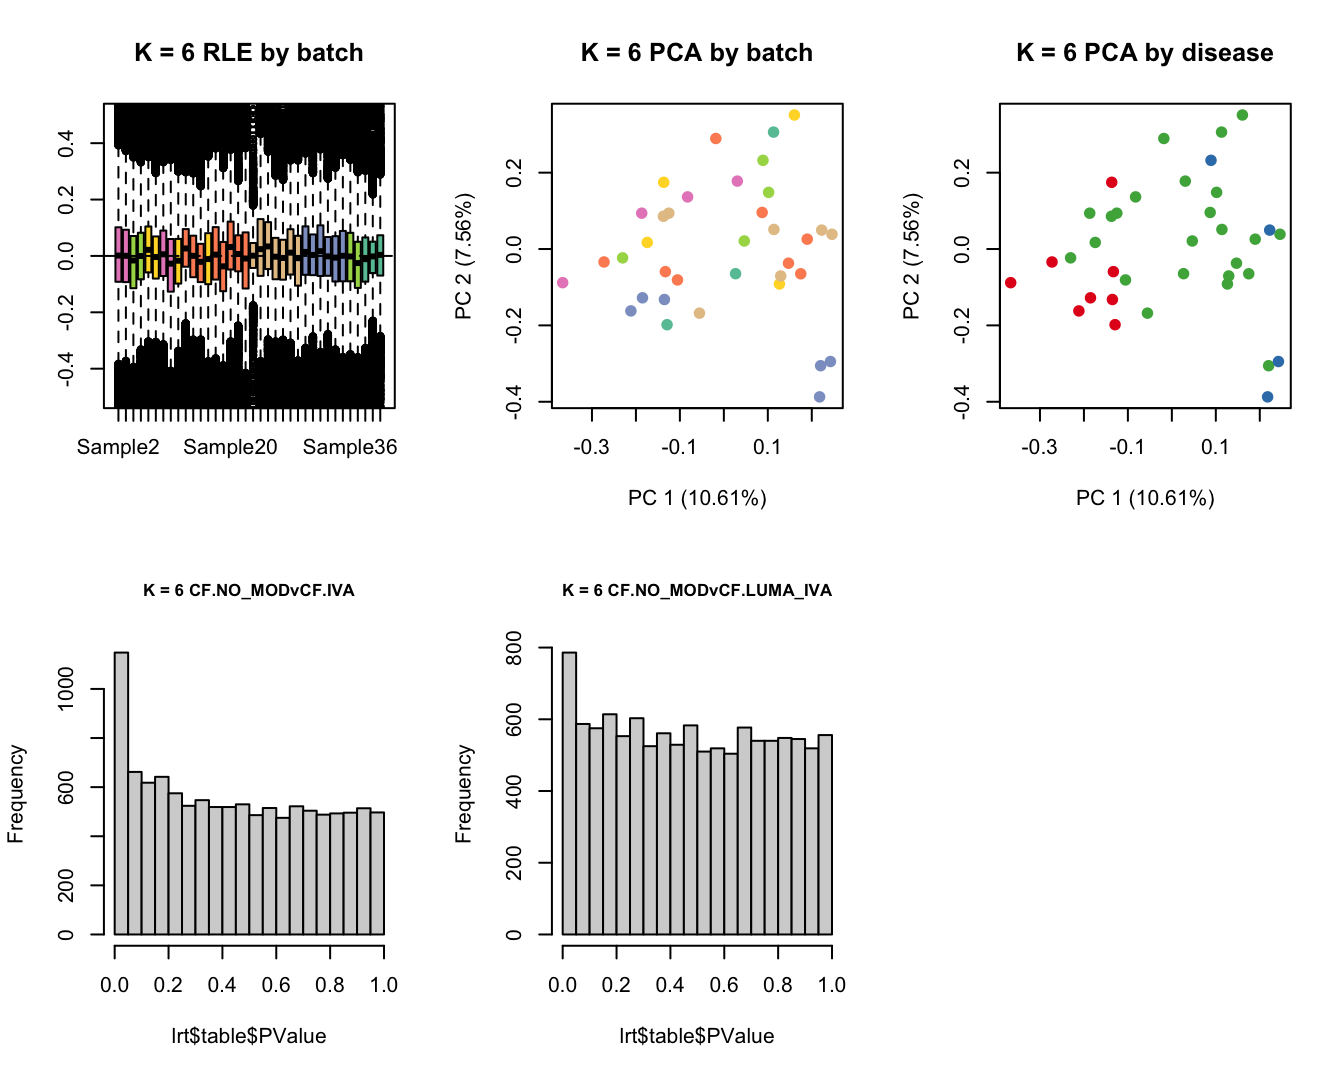 K = 6 RLE by batch
0.4
0.2
0.0
-0.2
-0.4
Sample2 Sample20 Sample36
K = 6 PCA by batch
PC 2 (7.56%)
0.2
0.0
-0.2
-0.4
-0.3 -0.1 0.1
PC 1 (10.61%)
K = 6 PCA by disease
PC 2 (7.56%)
0.2
0.0
-0.2
-0.4
-0.3 -0.1 0.1
PC 1 (10.61%)
K = 6 CF.NO_MODvCF.IVA
Frequency
1000
600
200
0
0.0 0.2 0.4 0.6 0.8 1.0
lrt$table$PValue
K = 6 CF.NO_MODvCF.LUMA_IVA
Frequency
800
600
400
200
0
0.0 0.2 0.4 0.6 0.8 1.0
lrt$table$PValue